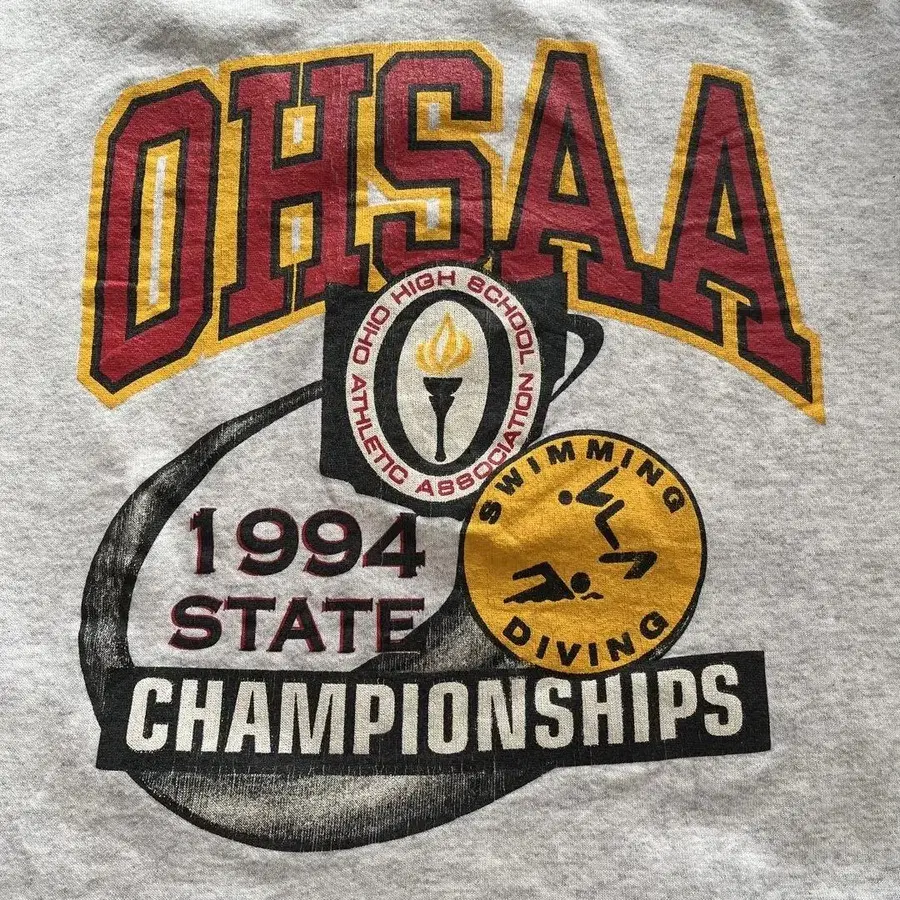 OHSAA
OHIO HIGH SCHOOL
ATHLETIC ASSOCIATION
SWIMMING
DIVING
1994
STATE
CHAMPIONSHIPS